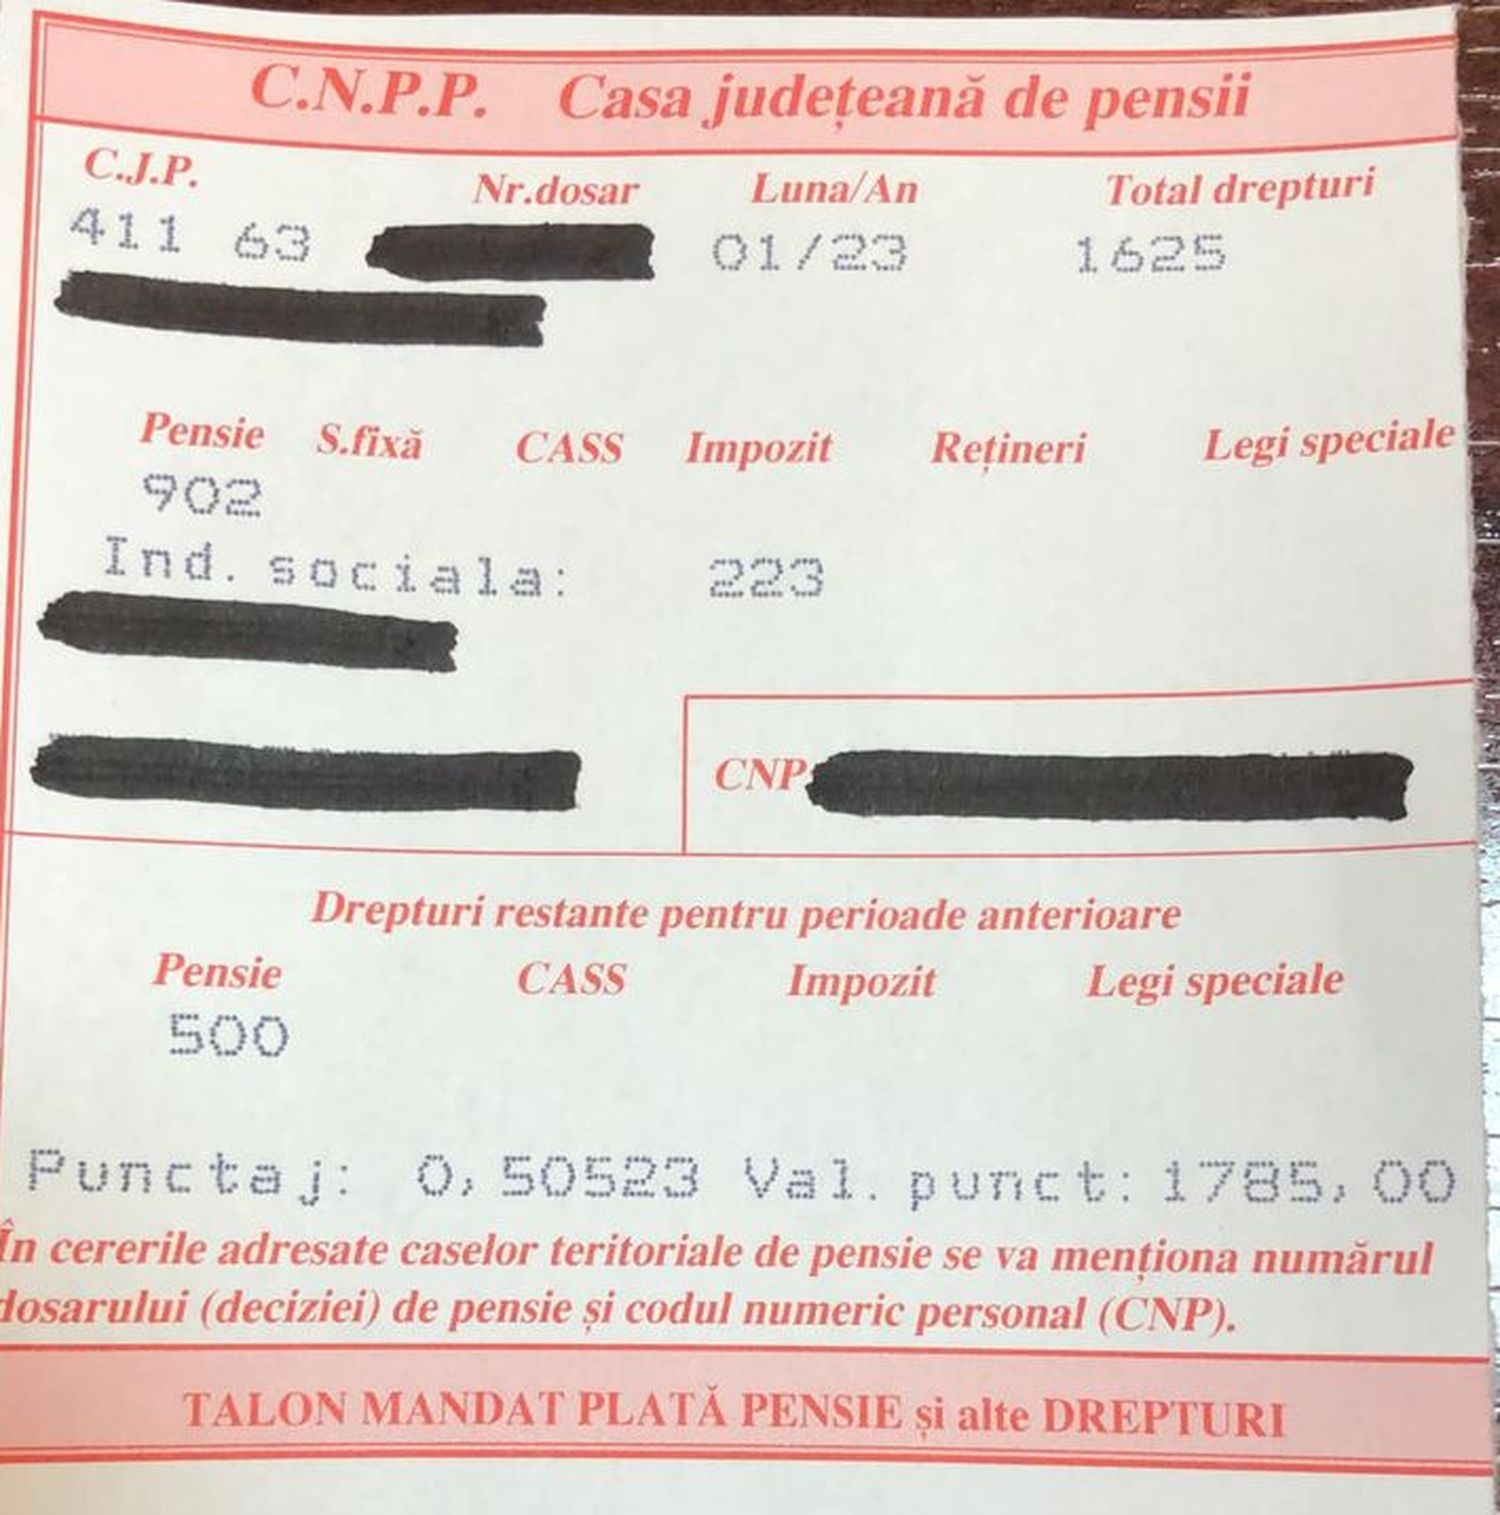 C.N.P.P. Casa județeană de pensii
C.J.P. Nr.dosar Luna/An Total drepturi
411 63 01/23 1625
Pensie S.fixă CASS Impozit Rețineri Legi speciale
902
Ind. sociala: 223
CNP
Drepturi restante pentru perioade anterioare
Pensie CASS Impozit Legi speciale
500
Punctaj: 0,50523 Val. punct: 1785,00
În cererile adresate caselor teritoriale de pensie se va menționa numărul
dosarului (deciziei) de pensie și codul numeric personal (CNP).
TALON MANDAT PLATĂ PENSIE și alte DREPTURI